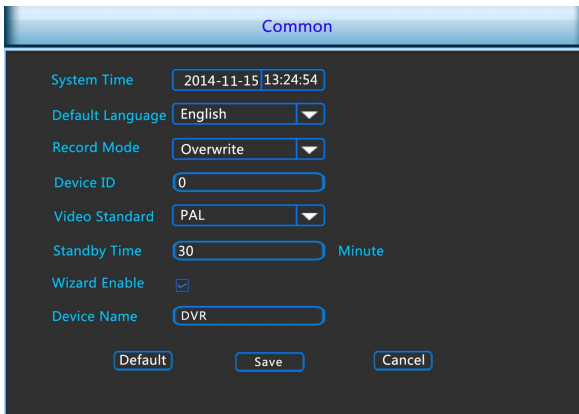 Common
System Time 2014-11-15 13:24:54
Default Language English
Record Mode Overwrite
Device ID 0
Video Standard PAL
Standby Time 30 Minute
Wizard Enable
Device Name DVR
Default Save Cancel